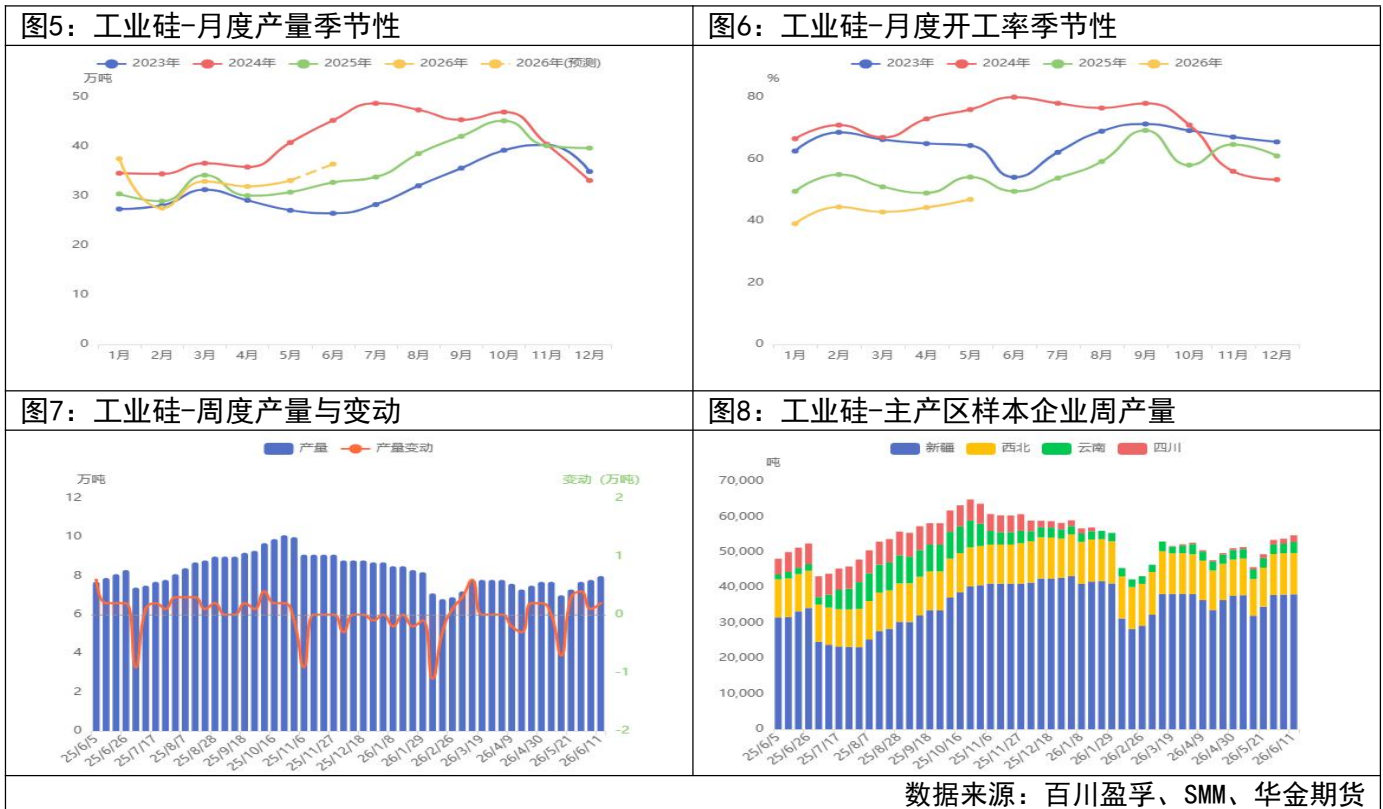 图5: 工业硅-月度产量季节性
2023年 2024年 2025年 2026年 2026年(预测)
万吨
50
40
30
20
10
0
1月 2月 3月 4月 5月 6月 7月 8月 9月 10月 11月 12月
图6: 工业硅-月度开工率季节性
2023年 2024年 2025年 2026年
%
80
60
40
20
0
1月 2月 3月 4月 5月 6月 7月 8月 9月 10月 11月 12月
图7: 工业硅-周度产量与变动
产量 产量变动
万吨 变动 (万吨)
12 2
10
8 1
6 0
4
2 -1
0 -2
25/6/5 25/6/26 25/7/17 25/8/7 25/8/28 25/9/18 25/10/16 25/11/6 25/11/27 25/12/18 26/1/8 26/1/29 26/2/26 26/3/19 26/4/9 26/4/30 26/5/21 26/6/11
图8: 工业硅-主产区样本企业周产量
新疆 西北 云南 四川
吨
70,000
60,000
50,000
40,000
30,000
20,000
10,000
0
25/6/5 25/6/26 25/7/17 25/8/7 25/8/28 25/9/18 25/10/16 25/11/6 25/11/27 25/12/18 26/1/8 26/1/29 26/2/26 26/3/19 26/4/9 26/4/30 26/5/21 26/6/11
数据来源: 百川盈孚、SMM、华金期货